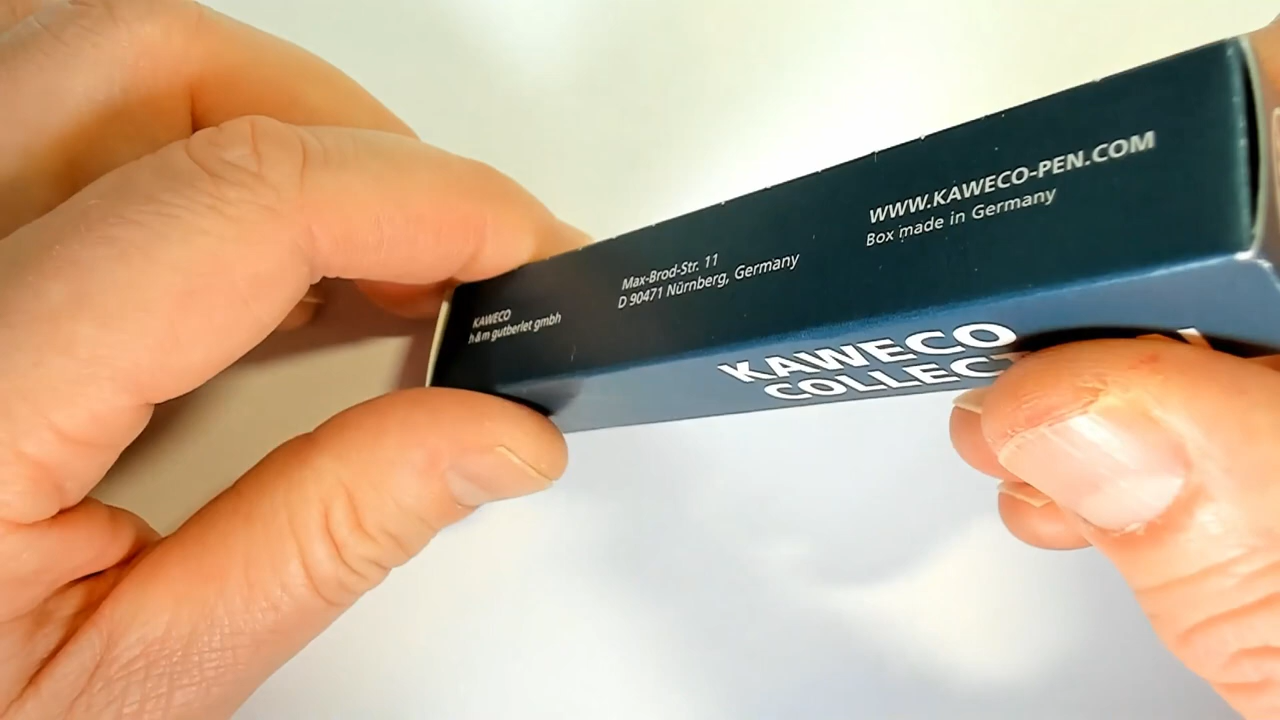 KAWECO
h&m gutberlet gmbh
Max-Brod-Str. 11
D 90471 Nürnberg, Germany
WWW.KAWECO-PEN.COM
Box made in Germany
KAWECO
COLLEC